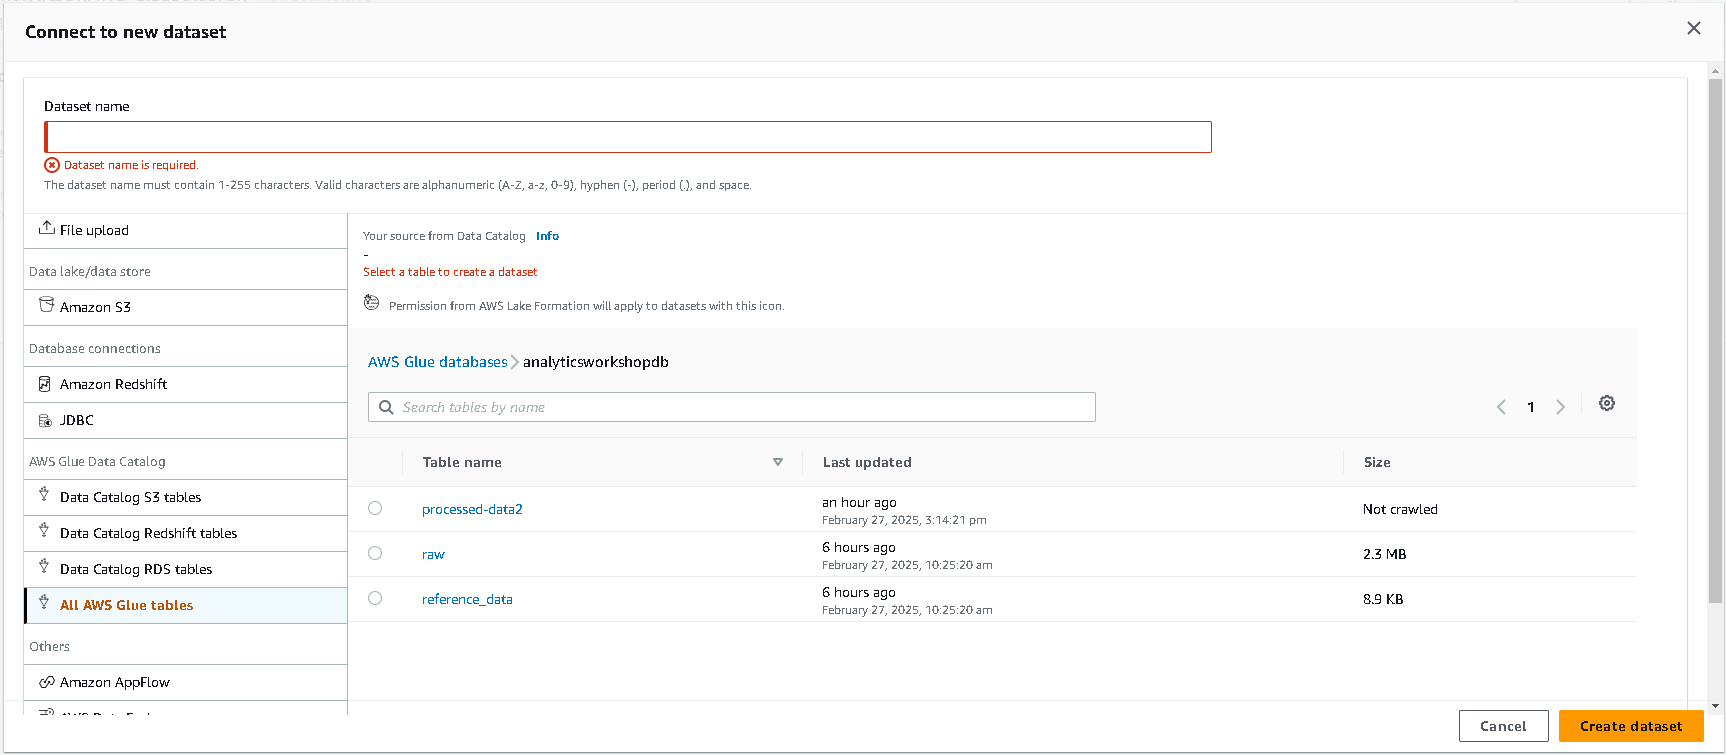 Connect to new dataset
Dataset name
Dataset name is required.
The dataset name must contain 1-255 characters. Valid characters are alphanumeric (A-Z, a-z, 0-9), hyphen (-), period (.), and space.
File upload
Data lake/data store
Amazon S3
Database connections
Amazon Redshift
JDBC
AWS Glue Data Catalog
Data Catalog S3 tables
Data Catalog Redshift tables
Data Catalog RDS tables
All AWS Glue tables
Others
Amazon AppFlow
Your source from Data Catalog Info
-
Select a table to create a dataset
Permission from AWS Lake Formation will apply to datasets with this icon.
AWS Glue databases analyticsworkshopdb
Search tables by name
1
Table name Last updated Size
processed-data2 an hour ago Not crawled
February 27, 2025, 3:14:21 pm
raw 6 hours ago 2.3 MB
February 27, 2025, 10:25:20 am
reference_data 6 hours ago 8.9 KB
February 27, 2025, 10:25:20 am
Cancel Create dataset